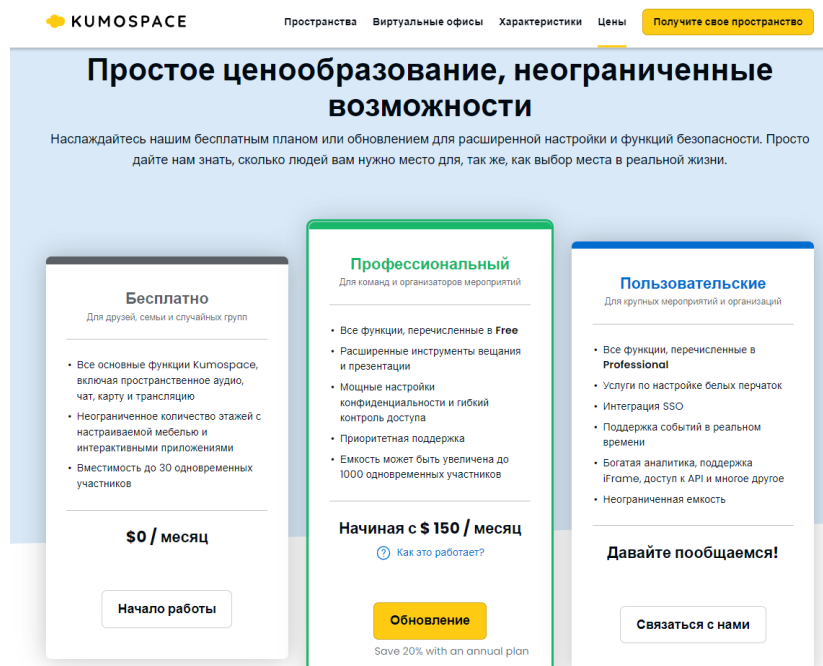 KUMOSPACE
Пространства Виртуальные офисы Характеристики Цены Получите свое пространство
Простое ценообразование, неограниченные
возможности
Наслаждайтесь нашим бесплатным планом или обновлением для расширенной настройки и функций безопасности. Просто
дайте нам знать, сколько людей вам нужно место для, так же, как выбор места в реальной жизни.
Бесплатно
Для друзей, семьи и случайных групп
• Все основные функции Kumospace,
включая пространственное аудио,
чат, карту и трансляцию
• Неограниченное количество этажей с
настраиваемой мебелью и
интерактивными приложениями
• Вместимость до 30 одновременных
участников
$0 / месяц
Начало работы
Профессиональный
Для команд и организаторов мероприятий
• Все функции, перечисленные в Free
• Расширенные инструменты вещания
и презентации
• Мощные настройки
конфиденциальности и гибкий
контроль доступа
• Приоритетная поддержка
• Емкость может быть увеличена до
1000 одновременных участников
Начиная с $ 150 / месяц
? Как это работает?
Обновление
Save 20% with an annual plan
Пользовательские
Для крупных мероприятий и организаций
• Все функции, перечисленные в
Professional
• Услуги по настройке белых перчаток
• Интеграция SSO
• Поддержка событий в реальном
времени
• Богатая аналитика, поддержка
iFrame, доступ к API и многое другое
• Неограниченная емкость
Давайте пообщаемся!
Связаться с нами